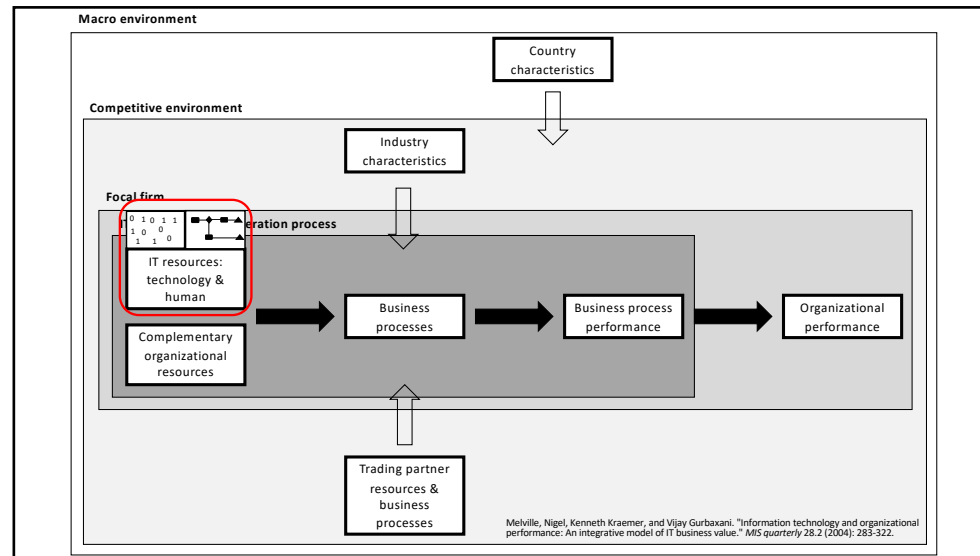 Macro environment
Country
characteristics
Competitive environment
Industry
characteristics
Focal firm
eration process
0 1 0 1 1
1 0 0
1 1 0
IT resources:
technology &
human
Business
processes
Business process
performance
Organizational
performance
Complementary
organizational
resources
Trading partner
resources &
business
processes
Melville, Nigel, Kenneth Kraemer, and Vijay Gurbaxani. "Information technology and organizational
performance: An integrative model of IT business value." MIS quarterly 28.2 (2004): 283-322.